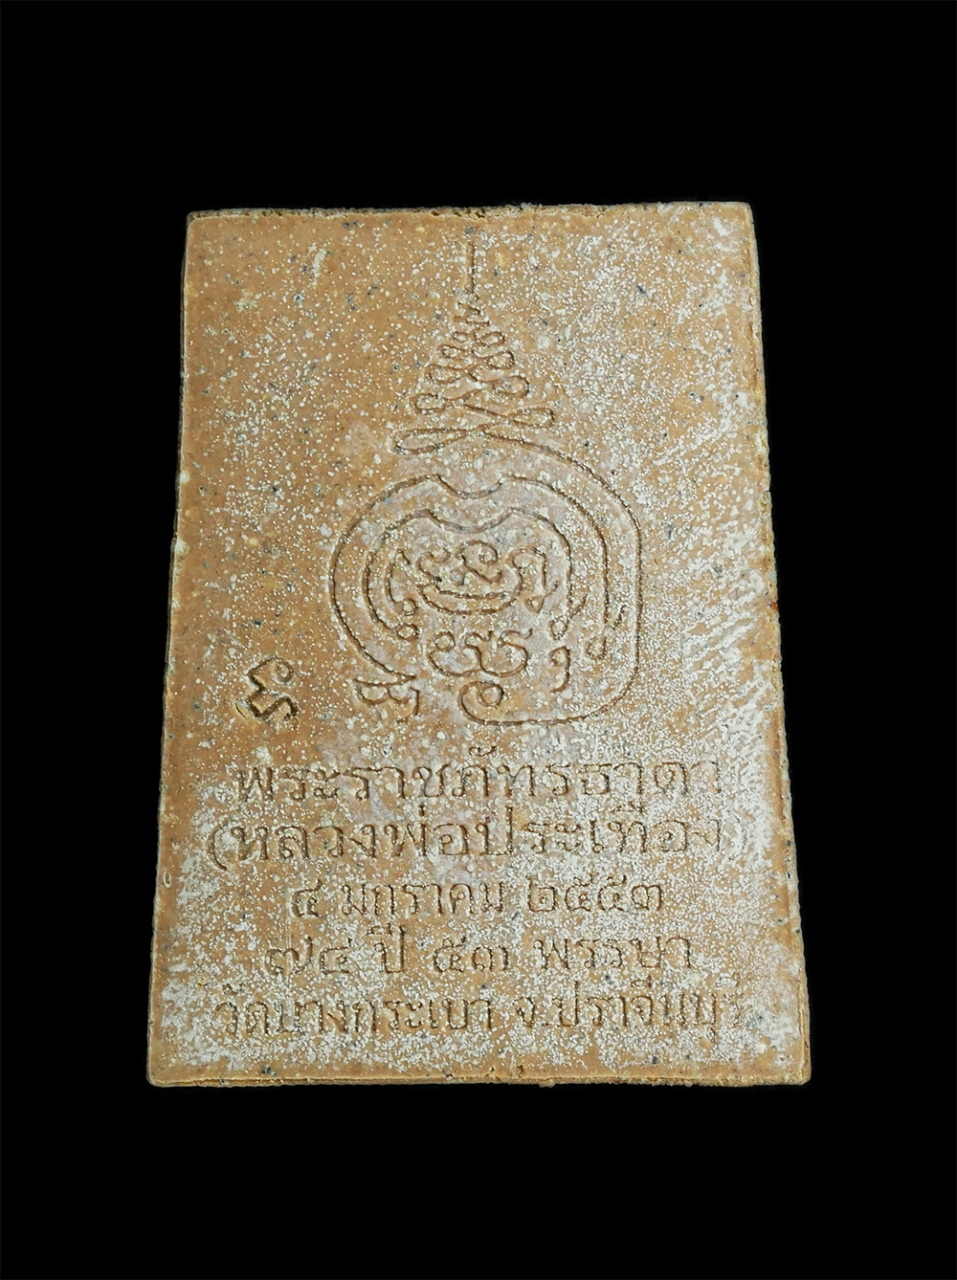 พระราชภัทรธาดา
(หลวงพ่อประเทือง)
๔ มกราคม ๒๕๕๓
๗๔ ปี ๕๓ พรรษา
วัดบางกระเบา จ.ปราจีนบุรี